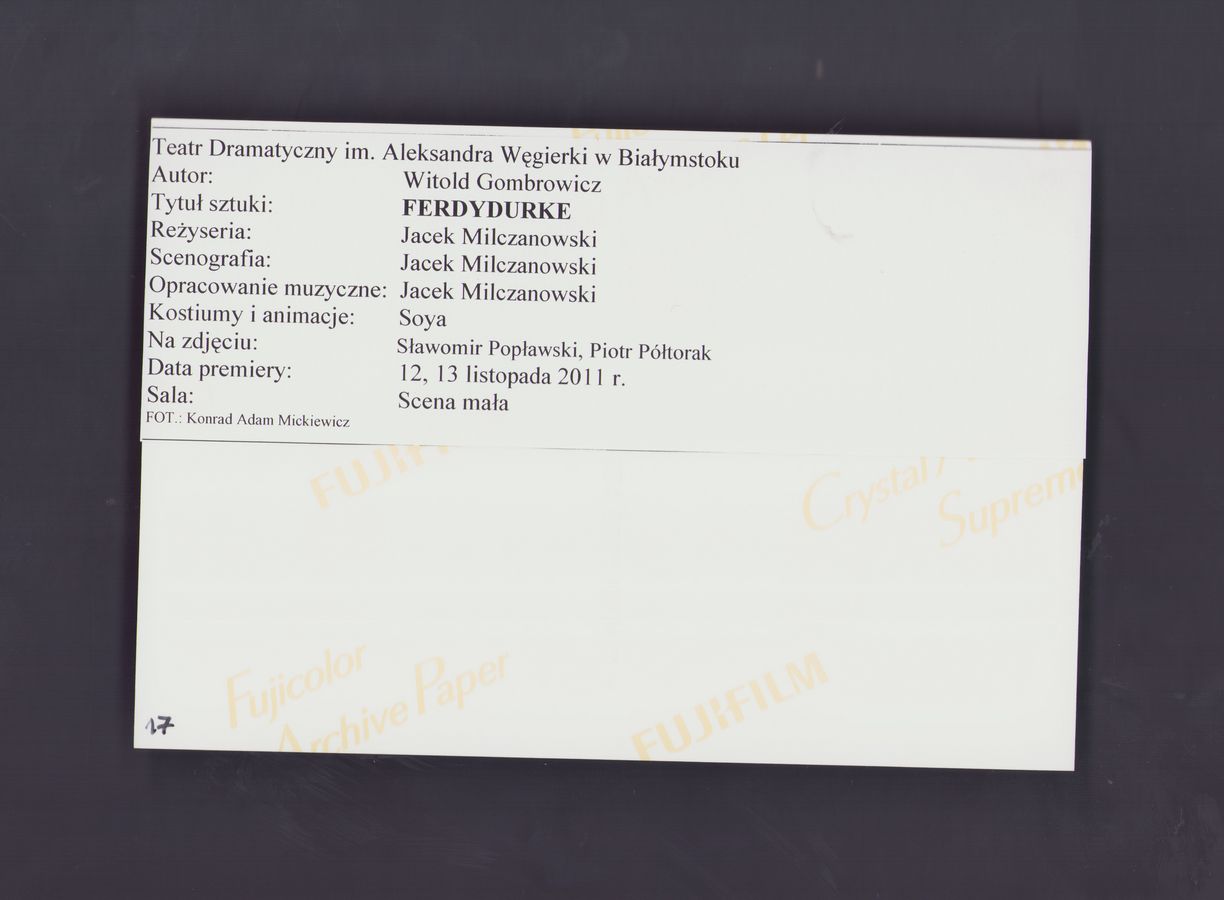 Teatr Dramatyczny im. Aleksandra Węgierki w Białymstoku
Autor: Witold Gombrowicz
Tytuł sztuki: FERDYDURKE
Reżyseria: Jacek Milczanowski
Scenografia: Jacek Milczanowski
Opracowanie muzyczne: Jacek Milczanowski
Kostiumy i animacje: Soya
Na zdjęciu: Sławomir Popławski, Piotr Półtorak
Data premiery: 12, 13 listopada 2011 r.
Sala: Scena mała
FOT.: Konrad Adam Mickiewicz
Crystal
Supreme
Fujicolor
Archive Paper
FUJIFILM
17